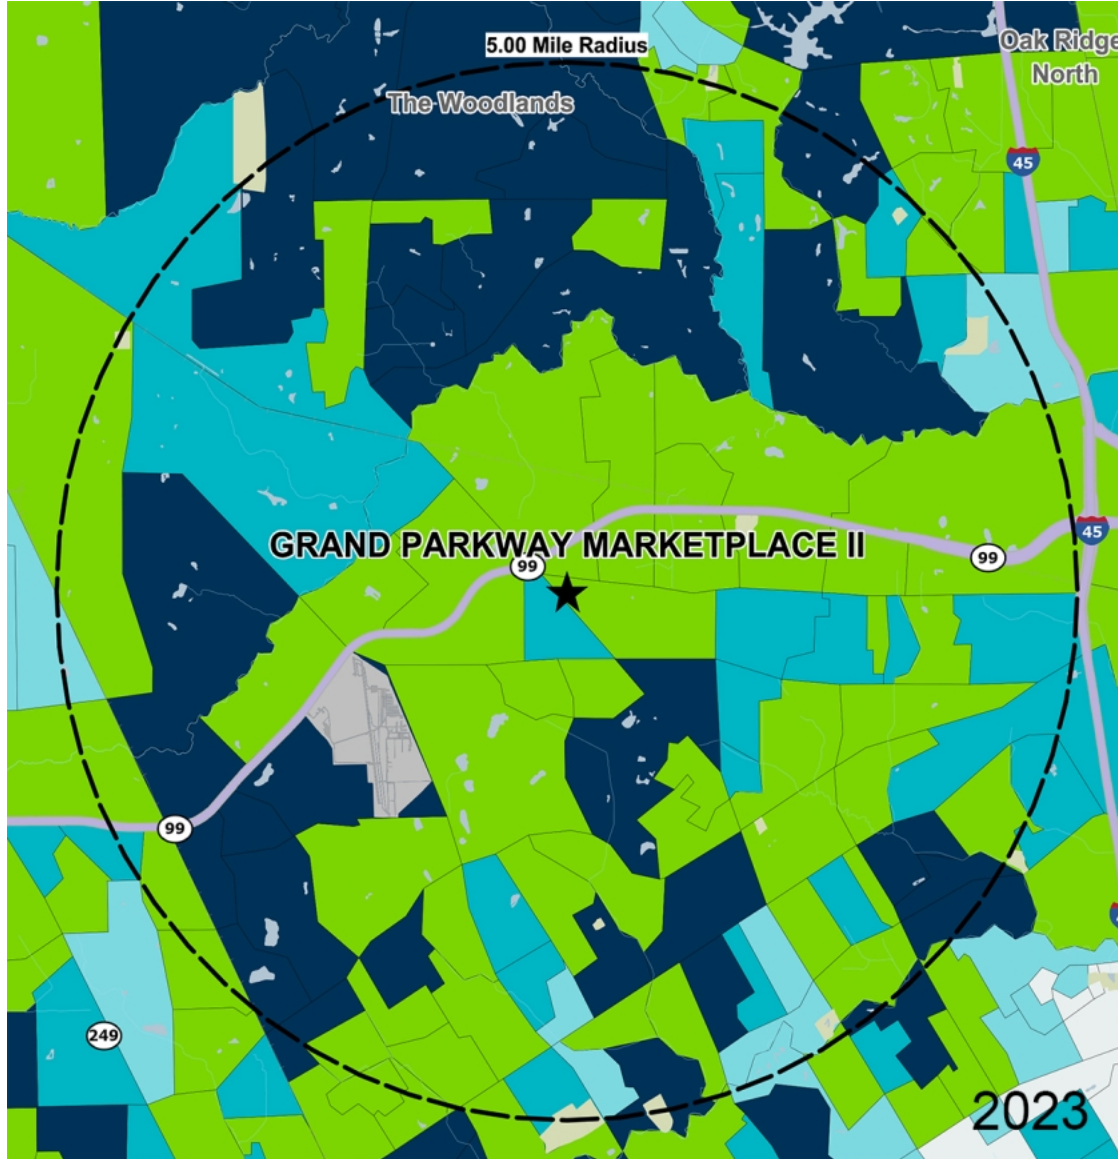 5.00 Mile Radius
Oak Ridge
North
The Woodlands
45
GRAND PARKWAY MARKETPLACE II
45
99
99
99
249
2023